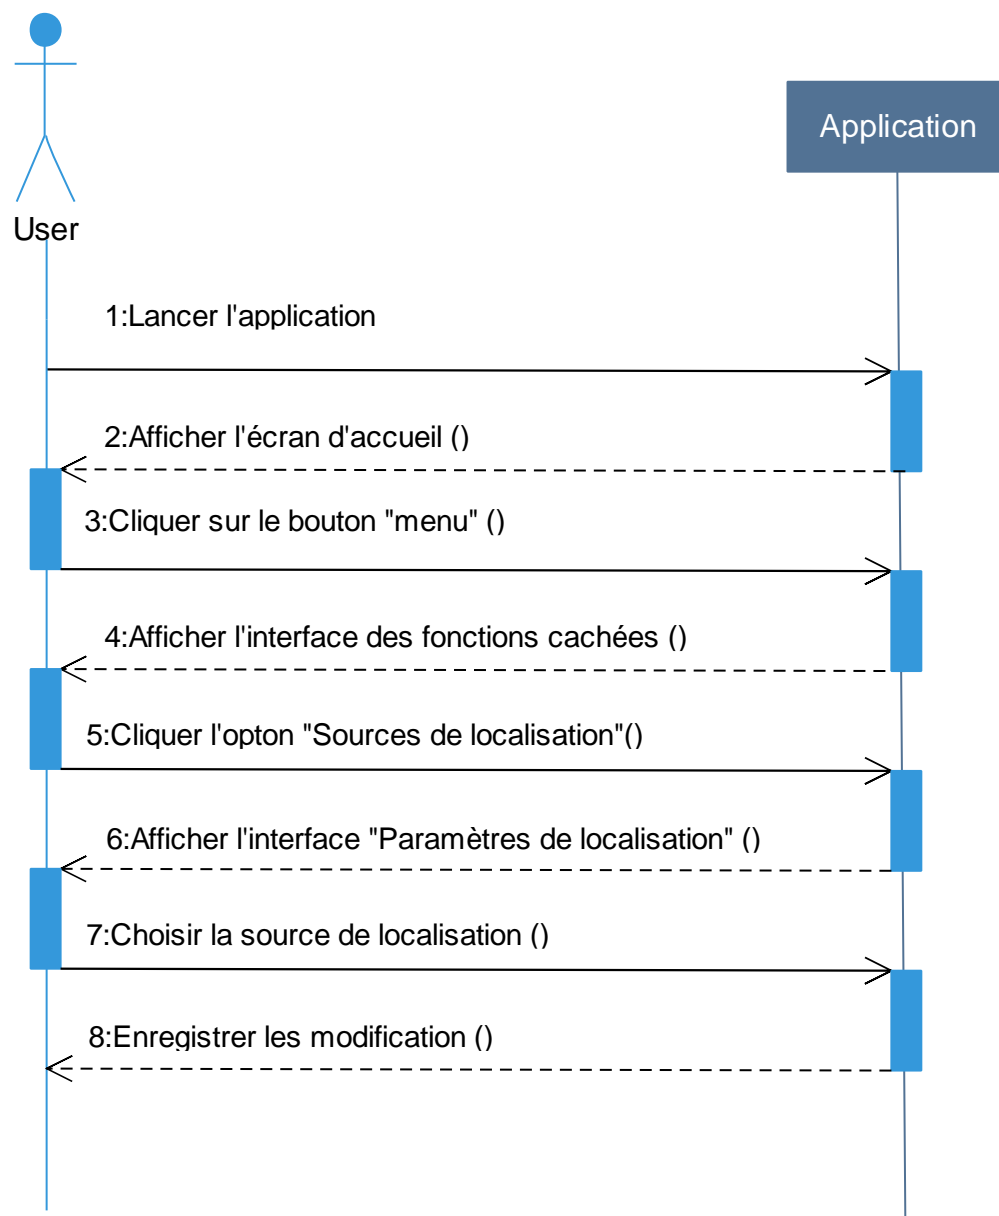 Application
User
1:Lancer l'application
2:Afficher l'écran d'accueil ()
3:Cliquer sur le bouton "menu" ()
4:Afficher l'interface des fonctions cachées ()
5:Cliquer l'opton "Sources de localisation"()
6:Afficher l'interface "Paramètres de localisation" ()
7:Choisir la source de localisation ()
8:Enregistrer les modification ()